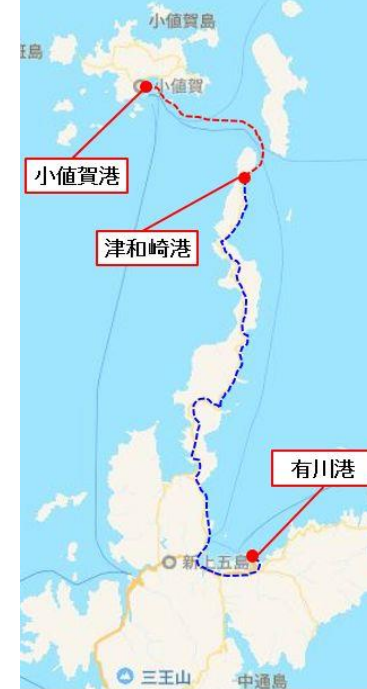 小値賀島
小値賀
小値賀港
津和崎港
有川港
新上五島
三王山
中通島